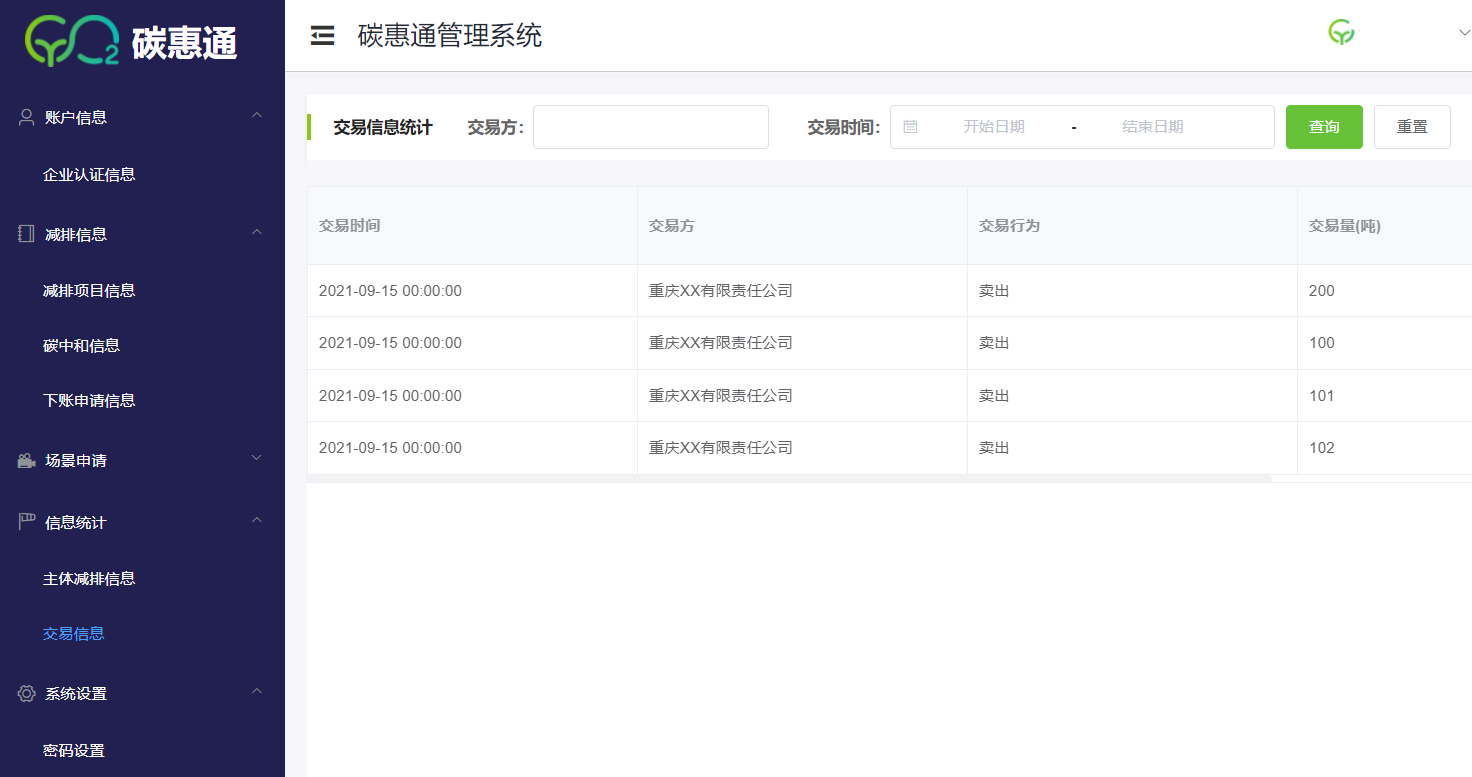 碳惠通
账户信息
企业认证信息
减排信息
减排项目信息
碳中和信息
下账申请信息
场景申请
信息统计
主体减排信息
交易信息
系统设置
密码设置
碳惠通管理系统
交易信息统计 交易方: 交易时间: 开始日期 - 结束日期 查询 重置
交易时间 交易方 交易行为 交易量(吨)
2021-09-15 00:00:00 重庆XX有限责任公司 卖出 200
2021-09-15 00:00:00 重庆XX有限责任公司 卖出 100
2021-09-15 00:00:00 重庆XX有限责任公司 卖出 101
2021-09-15 00:00:00 重庆XX有限责任公司 卖出 102